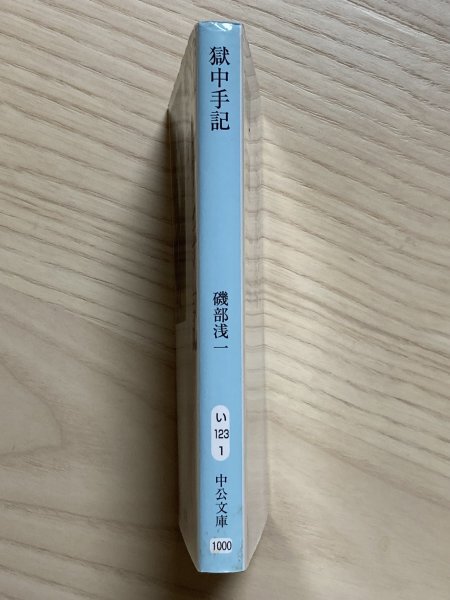 獄中手記
磯部浅一
い
123
1
中公文庫
1000